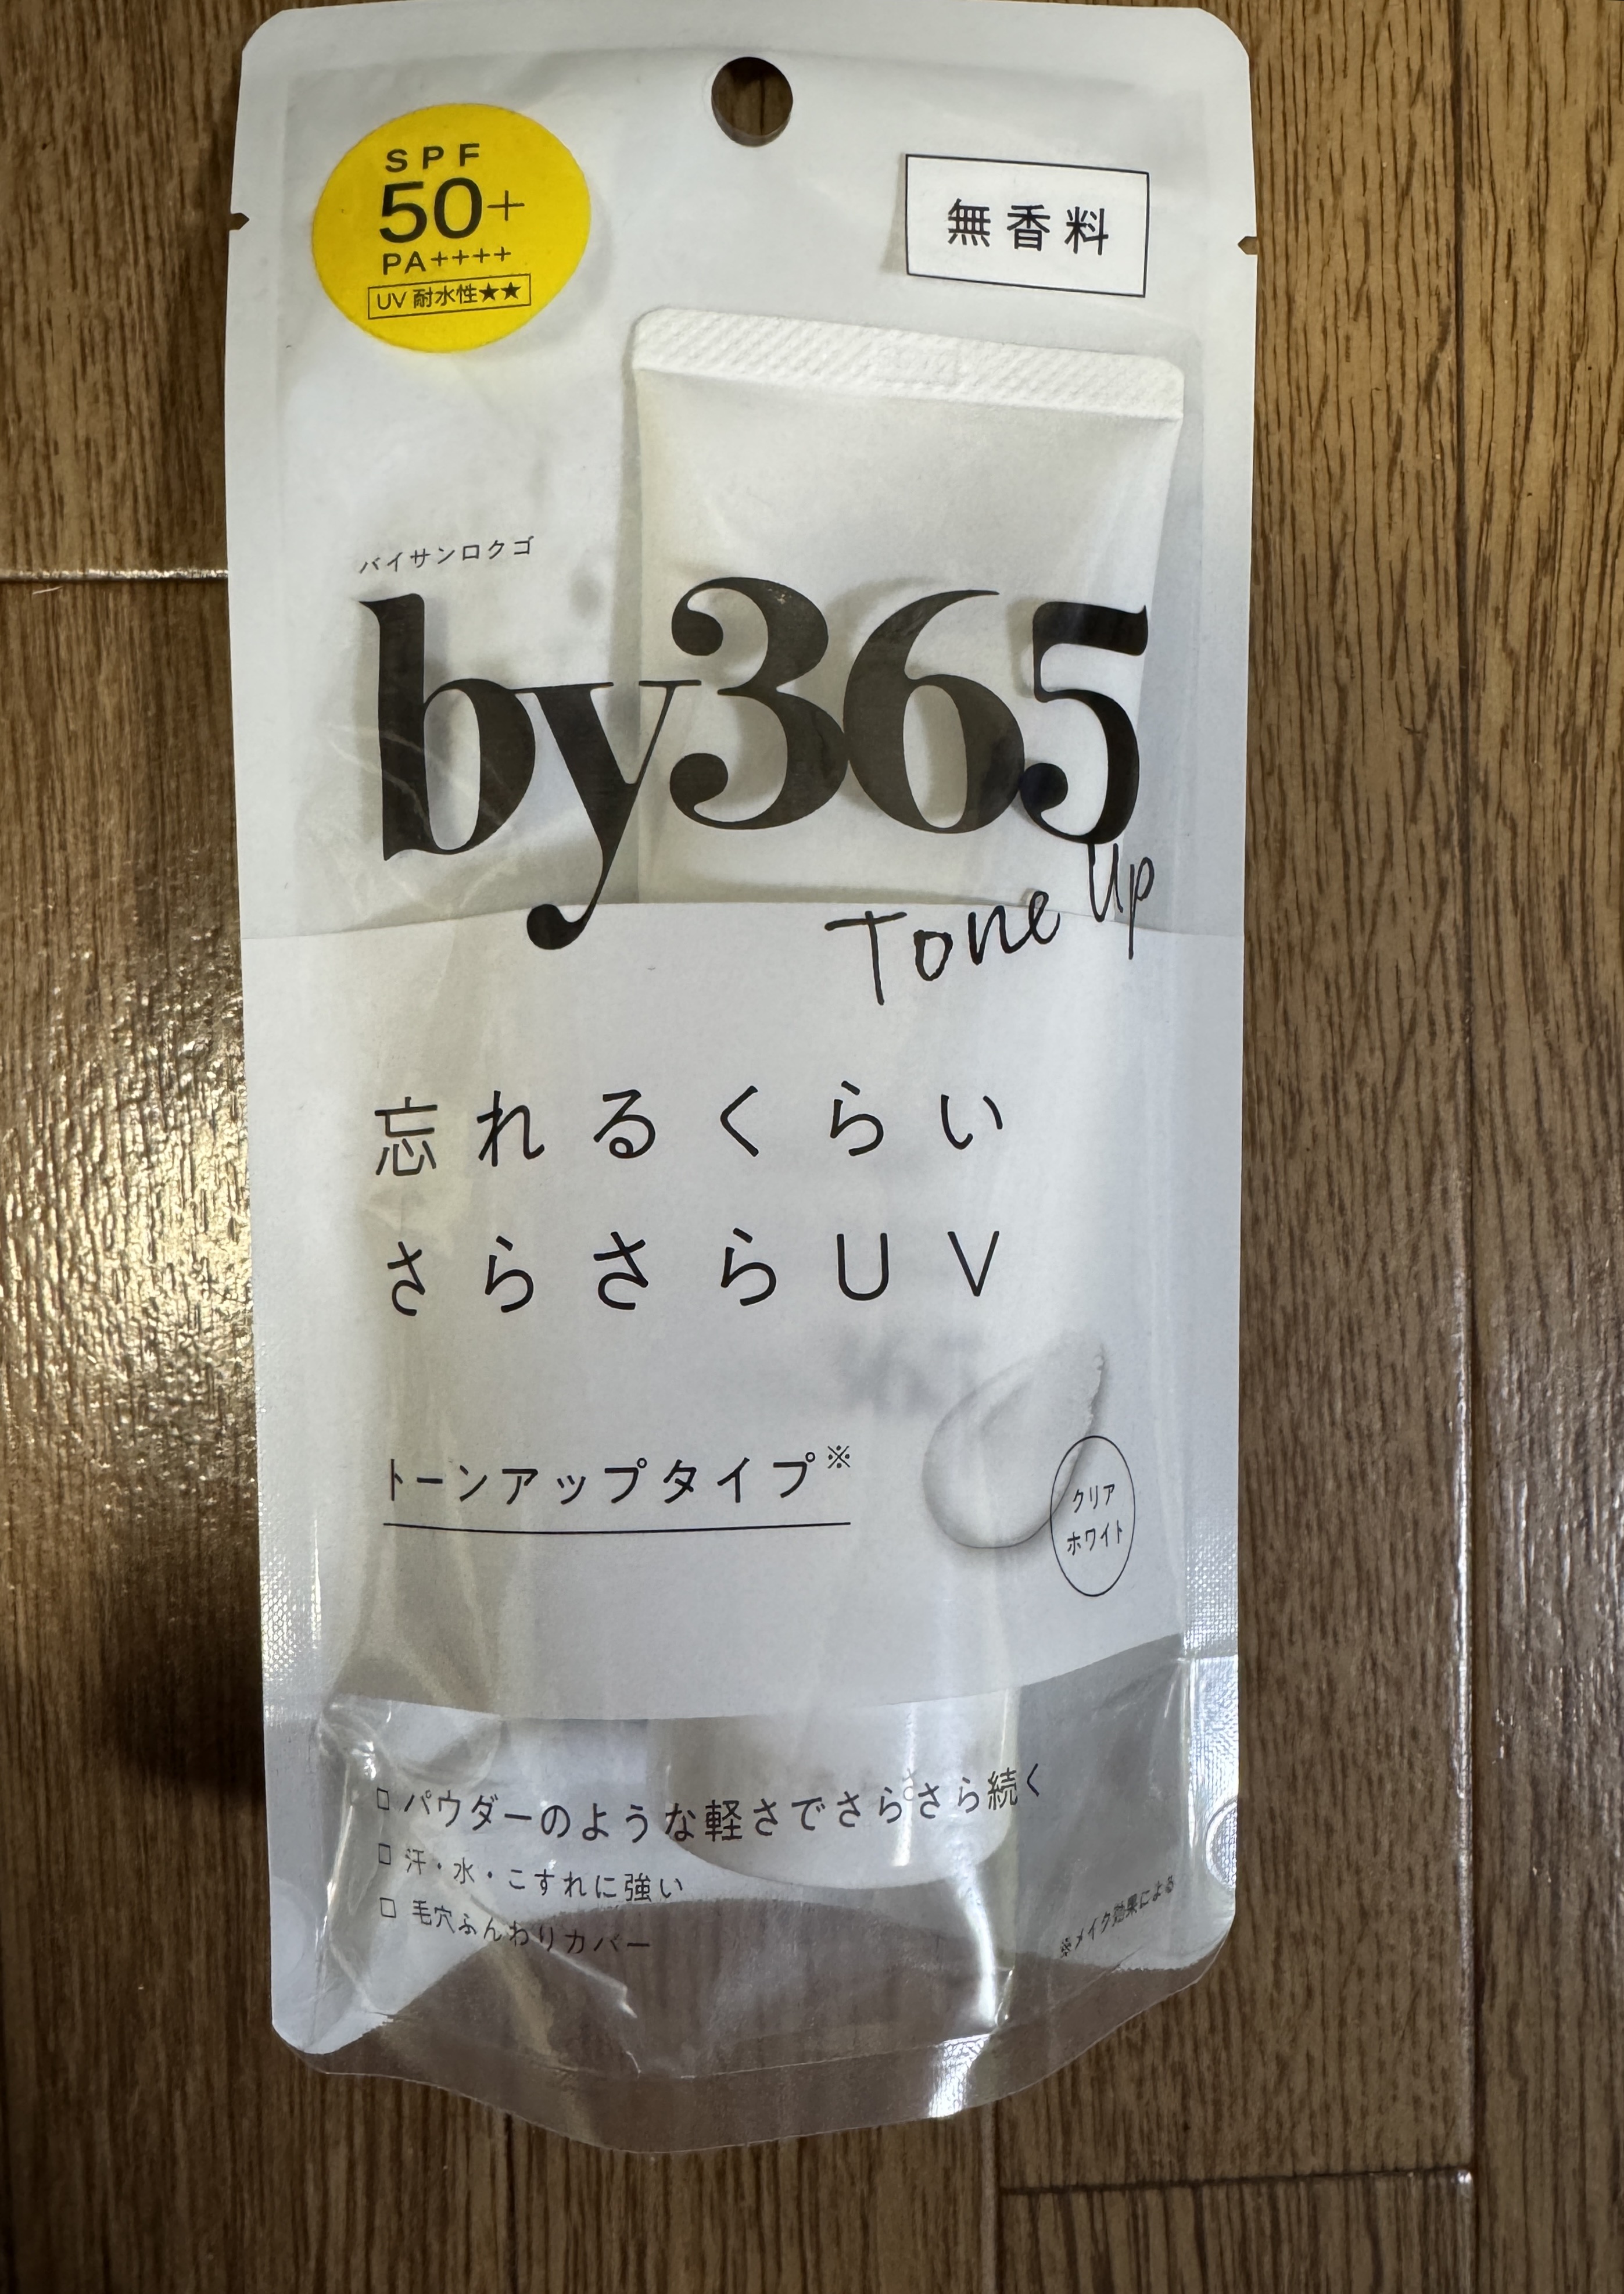 SPF
50+
PA++++
UV 耐水性★★
無香料
バイサンロクゴ
by365
Tone Up
忘れるくらい
さらさらUV
トーンアップタイプ※
クリア
ホワイト
□ パウダーのような軽さでさらさら続く
□ 汗・水・こすれに強い
□ 毛穴ふんわりカバー
※メイク効果による